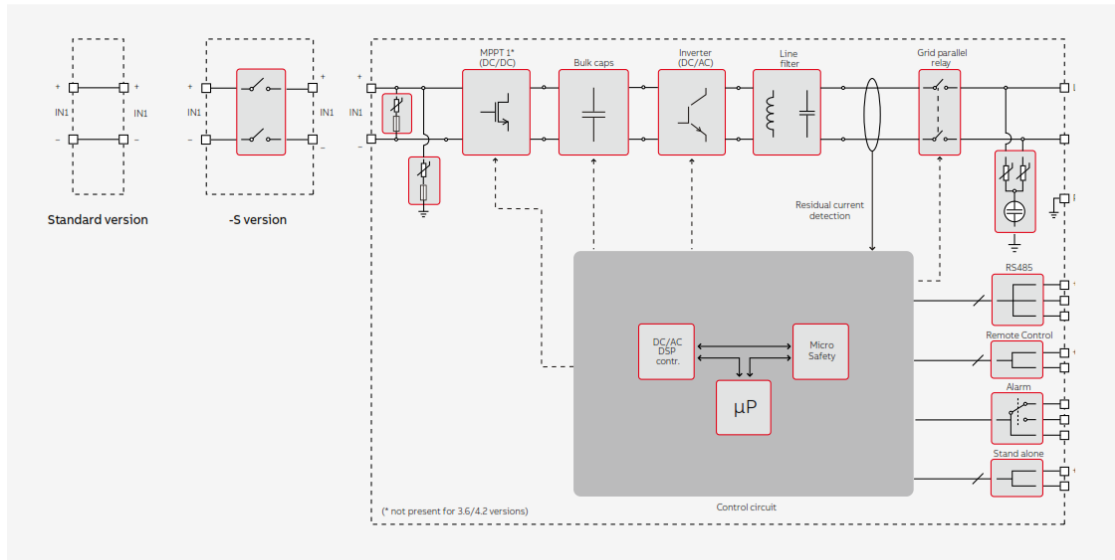 MPPT 1*
(DC/DC)
Bulk caps
Inverter
(DC/AC)
Line
filter
Grid parallel
relay
+
+
IN1
IN1
–
–
Standard version
+
+
IN1
–
–
-S version
+
IN1
–
Residual current
detection
RS485
Remote Control
Alarm
Stand alone
DC/AC
DSP
contr.
Micro
Safety
µP
Control circuit
(* not present for 3.6/4.2 versions)